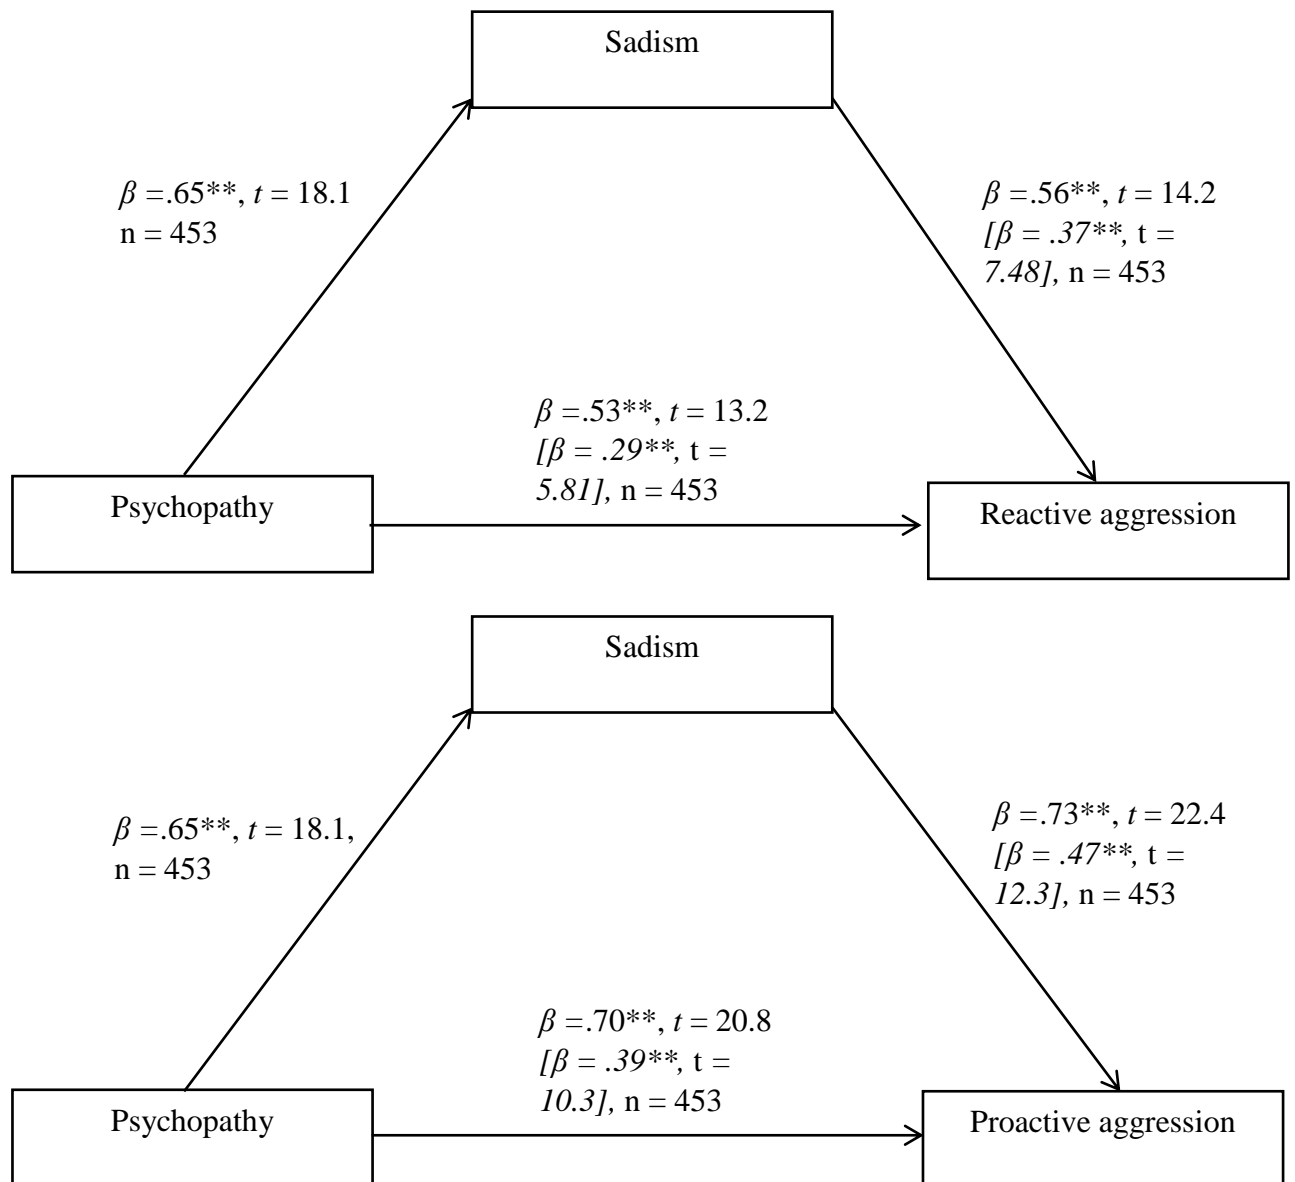 Sadism
β =.65**, t = 18.1
n = 453
β =.56**, t = 14.2
[β = .37**, t =
7.48], n = 453
β =.53**, t = 13.2
[β = .29**, t =
5.81], n = 453
Psychopathy
Reactive aggression
Sadism
β =.65**, t = 18.1,
n = 453
β =.73**, t = 22.4
[β = .47**, t =
12.3], n = 453
β =.70**, t = 20.8
[β = .39**, t =
10.3], n = 453
Psychopathy
Proactive aggression